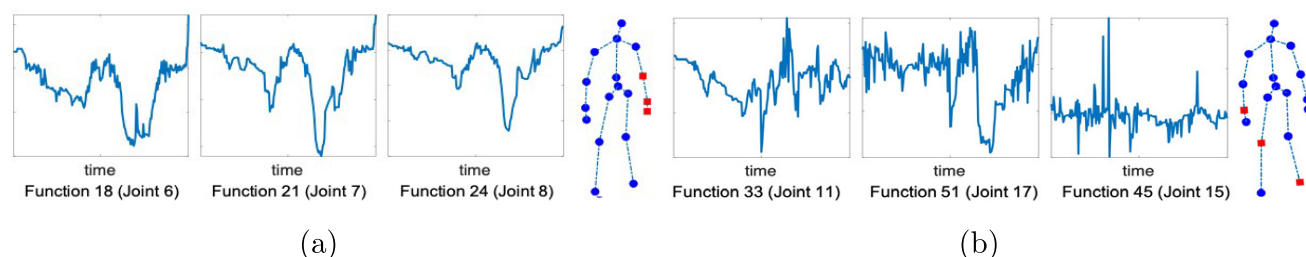 time time time time time time
Function 18 (Joint 6) Function 21 (Joint 7) Function 24 (Joint 8) Function 33 (Joint 11) Function 51 (Joint 17) Function 45 (Joint 15)
(a) (b)